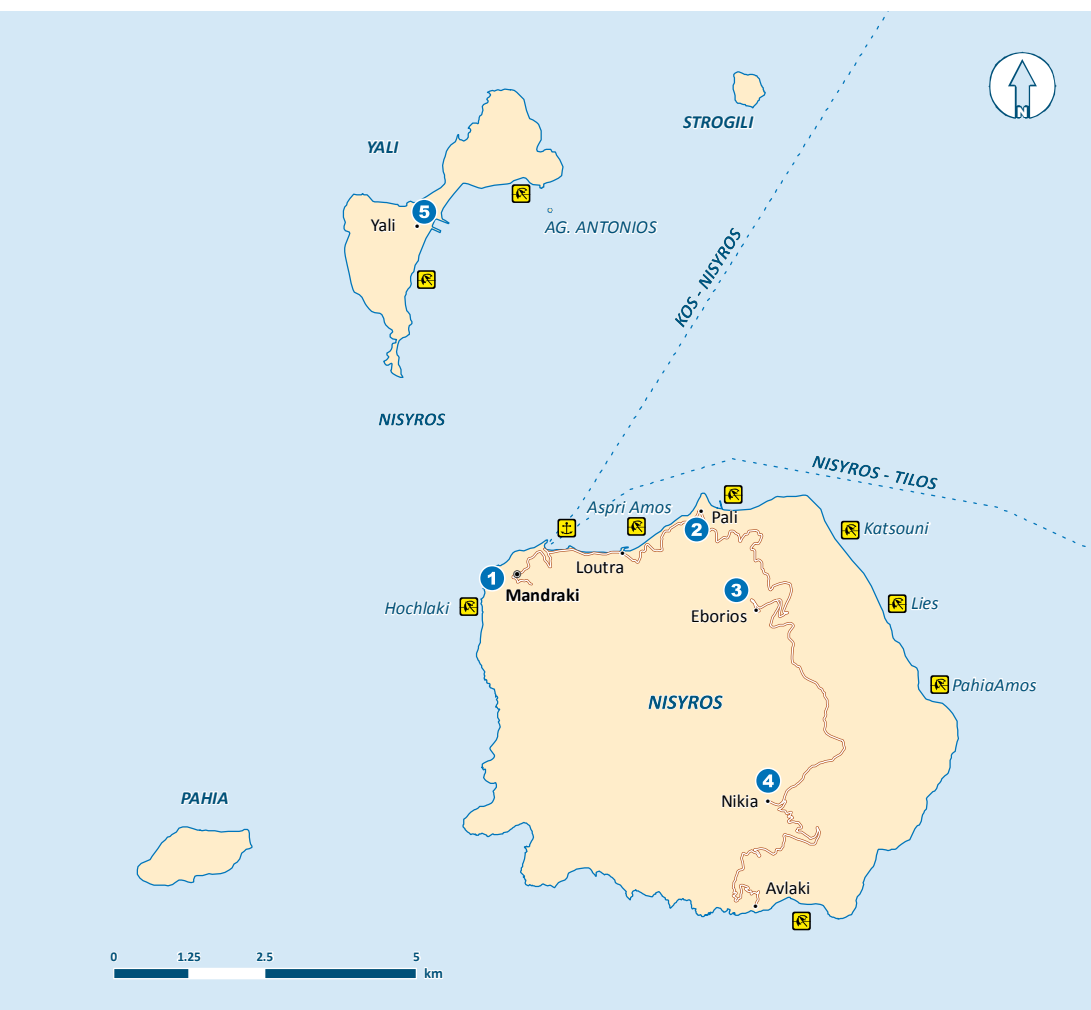 N
STROGILI
YALI
5
Yali
AG. ANTONIOS
KOS - NISYROS
NISYROS
NISYROS - TILOS
Aspri Amos
Pali
2
Katsouni
Loutra
1
Mandraki
3
Hochlaki
Eborios
Lies
PahiaAmos
NISYROS
4
Nikia
PAHIA
Avlaki
0 1.25 2.5 5
km